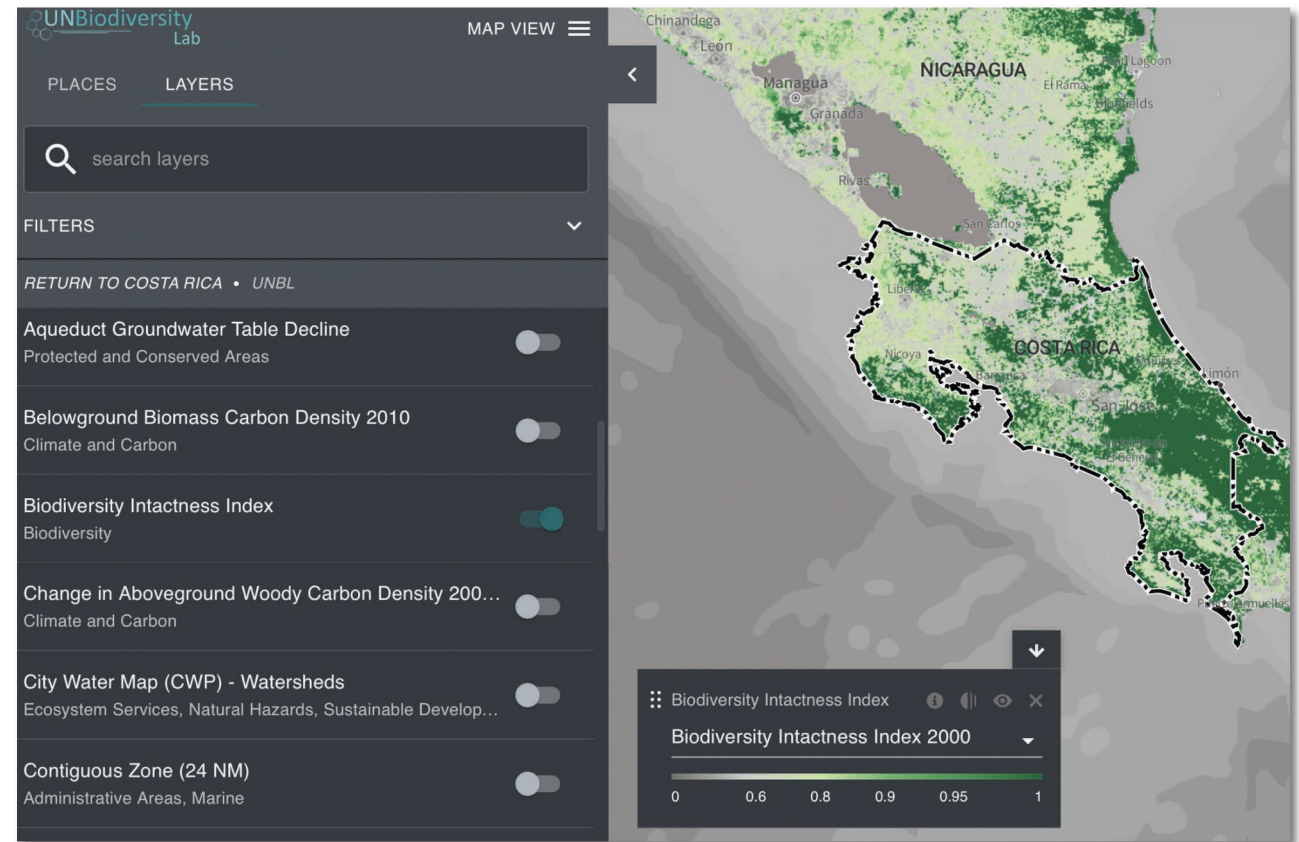 UNBiodiversity
Lab
MAP VIEW
PLACES LAYERS
search layers
FILTERS
RETURN TO COSTA RICA • UNBL
Aqueduct Groundwater Table Decline
Protected and Conserved Areas
Belowground Biomass Carbon Density 2010
Climate and Carbon
Biodiversity Intactness Index
Biodiversity
Change in Aboveground Woody Carbon Density 200...
Climate and Carbon
City Water Map (CWP) - Watersheds
Ecosystem Services, Natural Hazards, Sustainable Develop...
Contiguous Zone (24 NM)
Administrative Areas, Marine
Chinandega
León
NICARAGUA
Lagoon
Managua
El Rama
Granada
Rivas
San Carlos
Liberia
COSTA RICA
Nicoya
Limón
San José
El General
Biodiversity Intactness Index
Biodiversity Intactness Index 2000
0 0.6 0.8 0.9 0.95 1